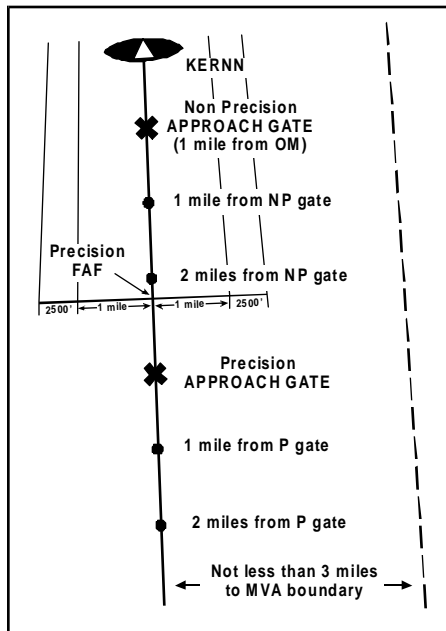 KERNN
Non Precision
APPROACH GATE
(1 mile from OM)
1 mile from NP gate
Precision
FAF
2 miles from NP gate
2500' 1 mile 1 mile 2500'
Precision
APPROACH GATE
1 mile from P gate
2 miles from P gate
Not less than 3 miles
to MVA boundary